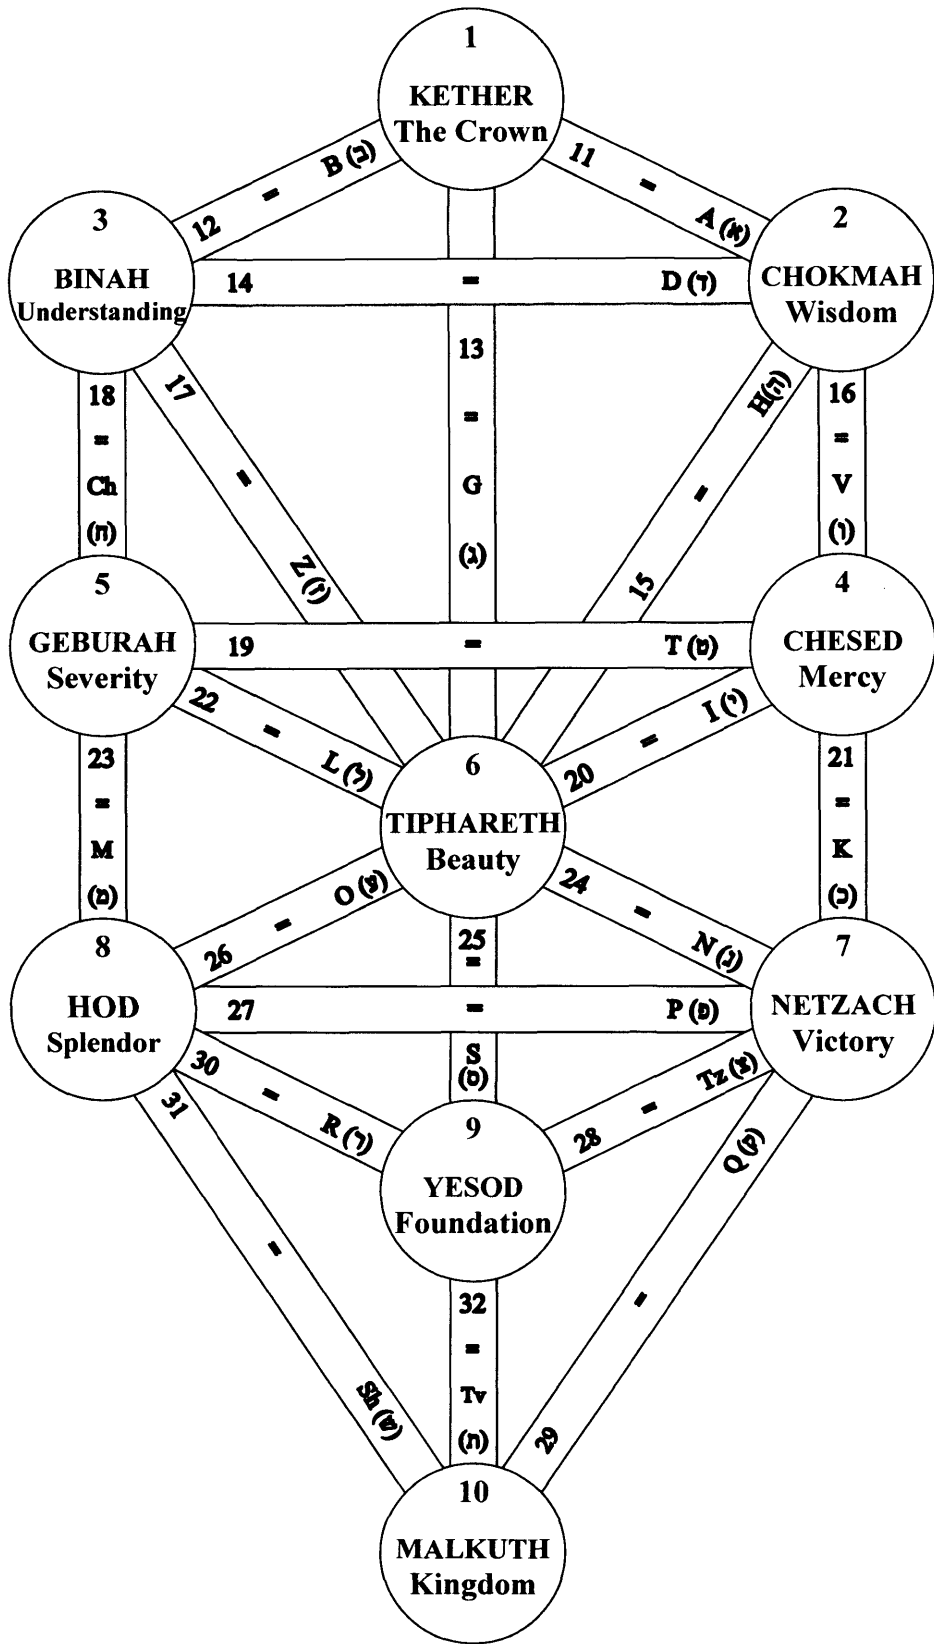 1
KETHER
The Crown
12 = B (ב)
11 = A (א)
3
BINAH
Understanding
2
CHOKMAH
Wisdom
14 = D (ד)
13
=
G
(ג)
18
=
Ch
(ח)
17 = Z (ז)
15 = H(ה)
16
=
V
(ו)
5
GEBURAH
Severity
4
CHESED
Mercy
19 = T (ט)
22 = L (ל)
20 = I (י)
6
TIPHARETH
Beauty
23
=
M
(מ)
21
=
K
(כ)
26 = O (ע)
24 = N (נ)
25
=
S
(ס)
8
HOD
Splendor
7
NETZACH
Victory
27 = P (פ)
30 = R (ר)
28 = Tz (צ)
9
YESOD
Foundation
31 = Sh (ש)
29 = Q (ק)
32
=
Tv
(ת)
10
MALKUTH
Kingdom